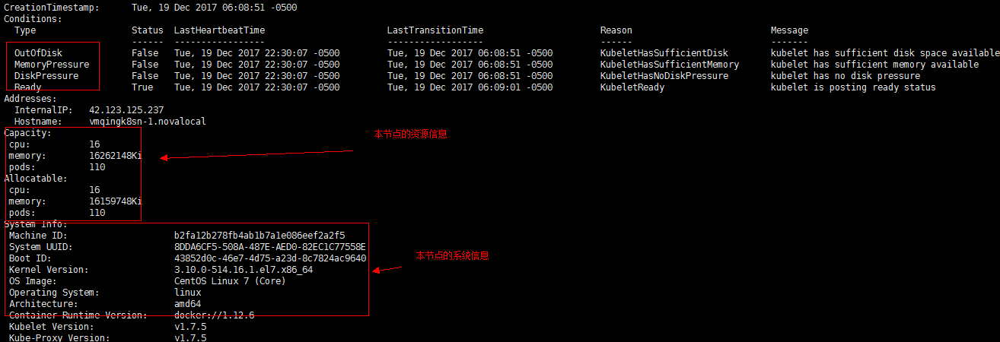 CreationTimestamp: Tue, 19 Dec 2017 06:08:51 -0500
Conditions:
Type Status LastHeartbeatTime LastTransitionTime Reason Message
---- ------ ----------------- ------------------ ------ -------
OutOfDisk False Tue, 19 Dec 2017 22:30:07 -0500 Tue, 19 Dec 2017 06:08:51 -0500 KubeletHasSufficientDisk kubelet has sufficient disk space available
MemoryPressure False Tue, 19 Dec 2017 22:30:07 -0500 Tue, 19 Dec 2017 06:08:51 -0500 KubeletHasSufficientMemory kubelet has sufficient memory available
DiskPressure False Tue, 19 Dec 2017 22:30:07 -0500 Tue, 19 Dec 2017 06:08:51 -0500 KubeletHasNoDiskPressure kubelet has no disk pressure
Ready True Tue, 19 Dec 2017 22:30:07 -0500 Tue, 19 Dec 2017 06:09:01 -0500 KubeletReady kubelet is posting ready status
Addresses:
InternalIP: 42.123.125.237
Hostname: vmqingk8sn-1.novalocal
Capacity:
本节点的资源信息
cpu: 16
memory: 16262148Ki
pods: 110
Allocatable:
cpu: 16
memory: 16159748Ki
pods: 110
System Info:
Machine ID: b2fa12b278fb4ab1b7a1e086eef2a2f5
System UUID: 8DDA6CF5-508A-487E-AED0-82EC1C77558E
本节点的系统信息
Boot ID: 43852d0c-46e7-4d75-a23d-8c7824ac9640
Kernel Version: 3.10.0-514.16.1.el7.x86_64
OS Image: CentOS Linux 7 (Core)
Operating System: linux
Architecture: amd64
Container Runtime Version: docker://1.12.6
Kubelet Version: v1.7.5
Kube-Proxy Version: v1.7.5